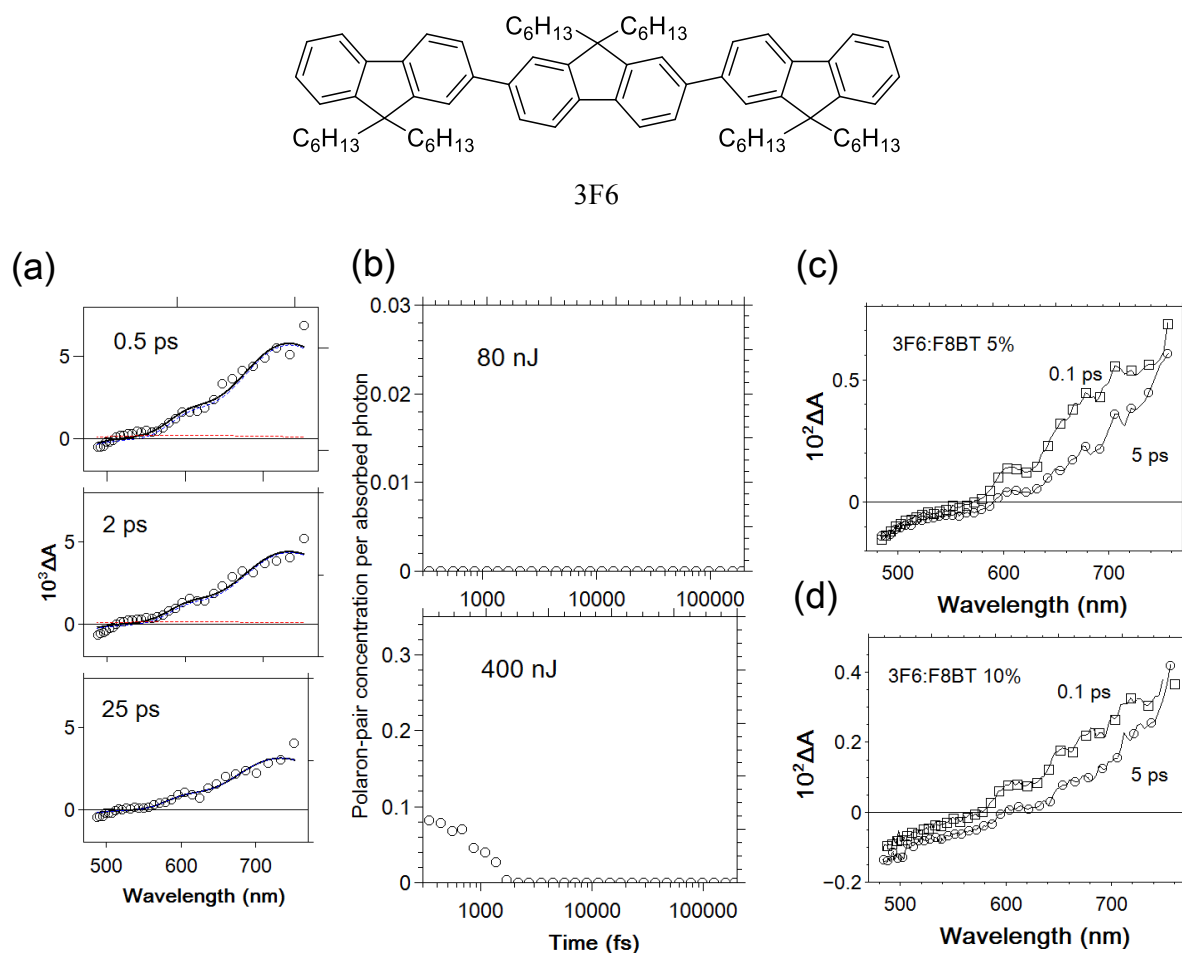 C₆H₁₃ C₆H₁₃
C₆H₁₃ C₆H₁₃ C₆H₁₃ C₆H₁₃
3F6
(a)
0.5 ps
5
0
2 ps
5
0
25 ps
5
0
500 600 700
10³ΔA
Wavelength (nm)
(b)
0.03
0.02
0.01
0
80 nJ
1000 10000 100000
0.3
0.2
0.1
0
400 nJ
1000 10000 100000
Polaron-pair concentration per absorbed photon
Time (fs)
(c)
3F6:F8BT 5%
0.1 ps
5 ps
0.5
0
10²ΔA
500 600 700
Wavelength (nm)
(d)
3F6:F8BT 10%
0.1 ps
5 ps
0.4
0.2
0
−0.2
10²ΔA
500 600 700
Wavelength (nm)